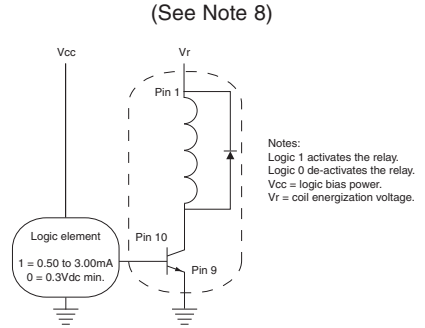 (See Note 8)
Vcc
Vr
Pin 1
Notes:
Logic 1 activates the relay.
Logic 0 de-activates the relay.
Vcc = logic bias power.
Vr = coil energization voltage.
Logic element
1 = 0.50 to 3.00mA
0 = 0.3Vdc min.
Pin 10
Pin 9